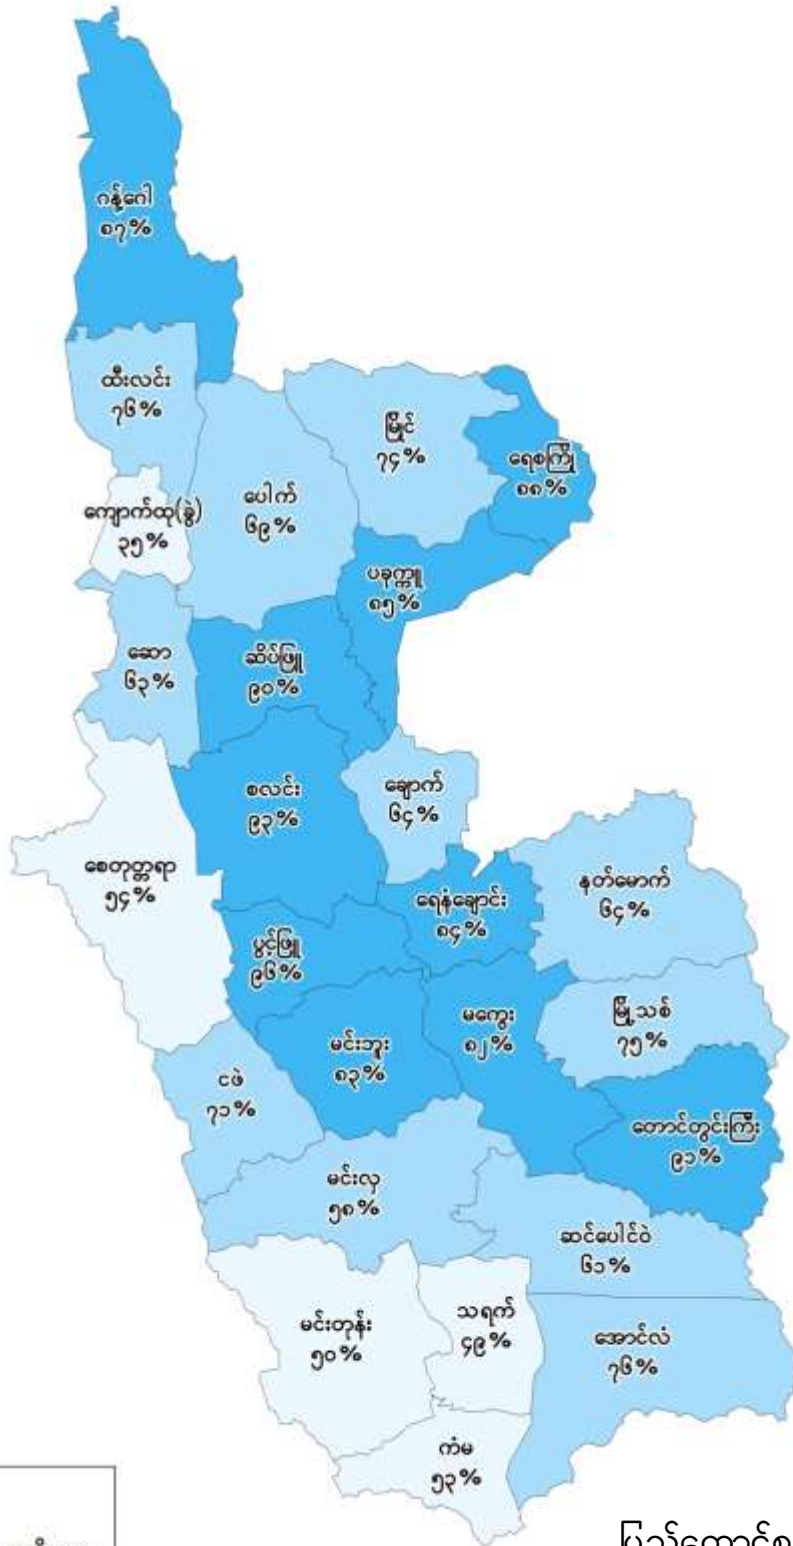 ဂန့်ဂေါ
၈၇%
ထီးလင်း
၇၆%
မြိုင်
၇၄%
ရေစကြို
၈၈%
ကျောက်ထု(ခွဲ)
၃၅%
ပေါက်
၆၉%
ပခုက္ကူ
၈၅%
ဆော
၆၃%
ဆိပ်ဖြူ
၉၀%
စလင်း
၉၃%
ချောက်
၆၄%
စေတုတ္တရာ
၅၄%
ရေနံချောင်း
၈၄%
နတ်မောက်
၆၄%
ပွင့်ဖြူ
၉၆%
မကွေး
၈၂%
မြို့သစ်
၇၅%
မင်းဘူး
၈၃%
ငဖဲ
၇၁%
တောင်တွင်းကြီး
၉၁%
မင်းလှ
၅၈%
ဆင်ပေါင်ဝဲ
၆၁%
မင်းတုန်း
၅၀%
သရက်
၄၉%
အောင်လံ
၇၆%
ကံမ
၅၃%